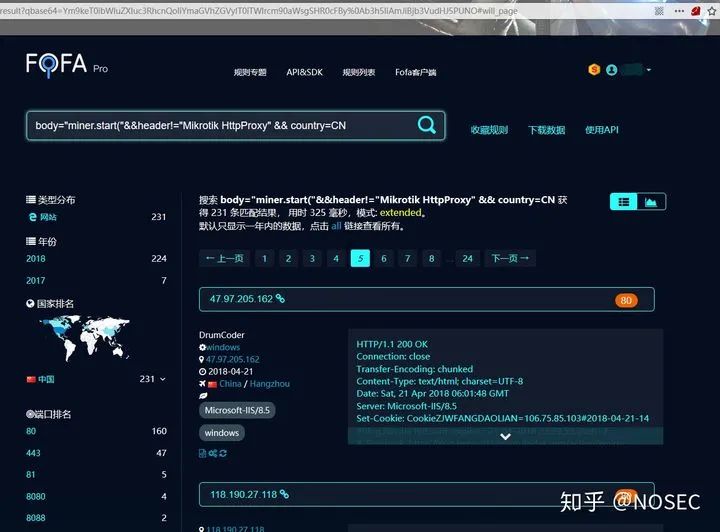 result?qbase64=Ym9keT0ibWluZXIuc3RhcnQoIiYmaGVhZGVyIT0iTWlrcm90aWsgSHR0cFByb3h5IiAmJiBjb3VudHJ5PUNO#will_page
FOFA Pro
规则专题 API&SDK 规则列表 Fofa客户端
body="miner.start("&&header!="Mikrotik HttpProxy" && country=CN
收藏规则 下载数据 使用API
类型分布
网站 231
年份
2018 224
2017 7
国家排名
中国 231
端口排名
80 160
443 47
81 5
8080 4
8088 2
搜索 body="miner.start("&&header!="Mikrotik HttpProxy" && country=CN 获
得 231 条匹配结果， 用时 325 毫秒，模式: extended。
默认只显示一年内的数据，点击 all 链接查看所有。
← 上一页 1 2 3 4 5 6 7 8 ... 24 下一页 →
47.97.205.162 80
DrumCoder
windows
47.97.205.162
2018-04-21
China / Hangzhou
Microsoft-IIS/8.5
windows
HTTP/1.1 200 OK
Connection: close
Transfer-Encoding: chunked
Content-Type: text/html; charset=UTF-8
Date: Sat, 21 Apr 2018 06:01:48 GMT
Server: Microsoft-IIS/8.5
Set-Cookie: CookieZJWFANGDAOLIAN=106.75.85.103#2018-04-21-14
118.190.27.118
118.190.27.118
知乎 @NOSEC